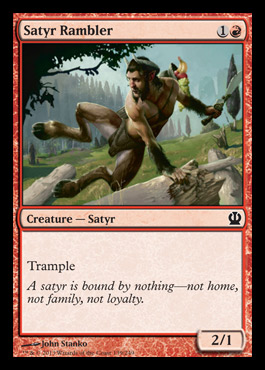 Satyr Rambler 1
Creature — Satyr
Trample
A satyr is bound by nothing—not home,
not family, not loyalty.
John Stanko
2/1